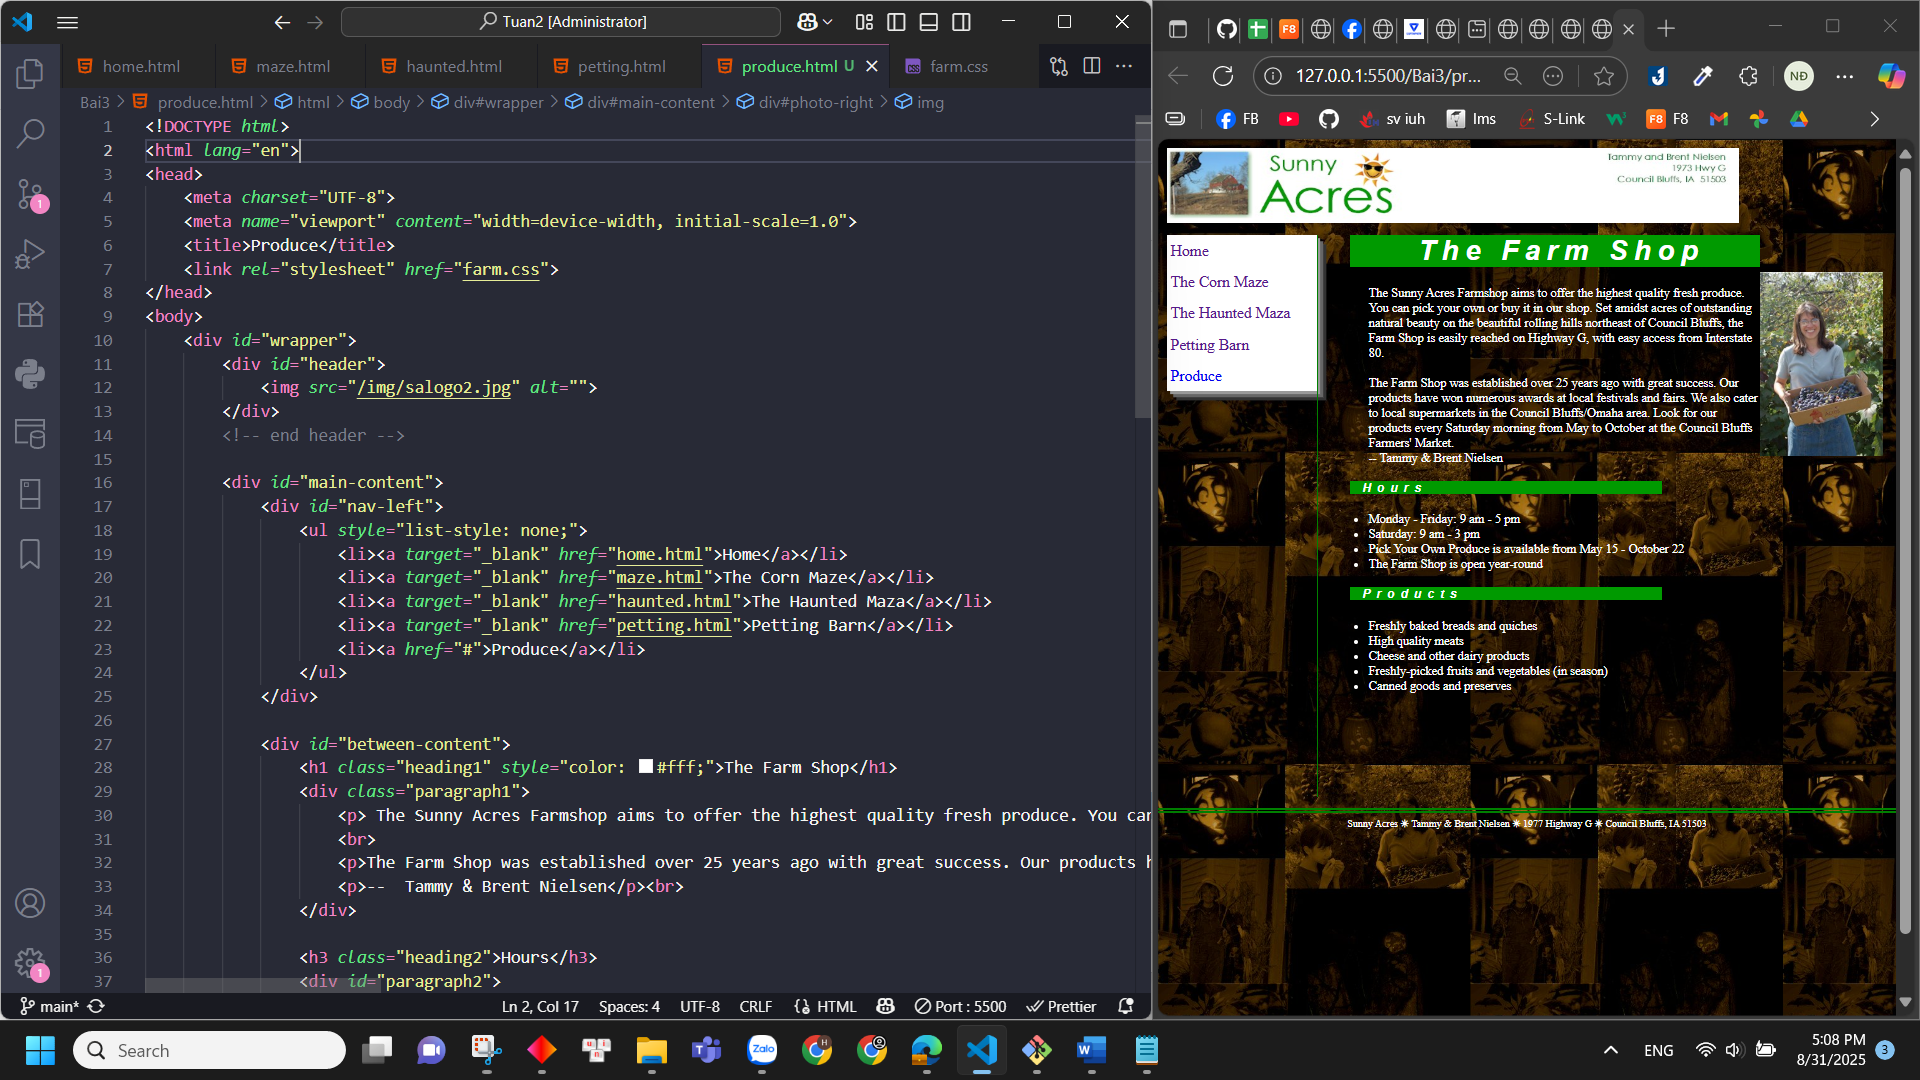 Tuan2 [Administrator]
home.html
maze.html
haunted.html
petting.html
produce.html U
farm.css
Bai3 > produce.html > html > body > div#wrapper > div#main-content > div#photo-right > img
1 <!DOCTYPE html>
2 <html lang="en">
3 <head>
4 <meta charset="UTF-8">
5 <meta name="viewport" content="width=device-width, initial-scale=1.0">
6 <title>Produce</title>
7 <link rel="stylesheet" href="farm.css">
8 </head>
9 <body>
10 <div id="wrapper">
11 <div id="header">
12 <img src="/img/salogo2.jpg" alt="">
13 </div>
14 <!-- end header -->
15
16 <div id="main-content">
17 <div id="nav-left">
18 <ul style="list-style: none;">
19 <li><a target="_blank" href="home.html">Home</a></li>
20 <li><a target="_blank" href="maze.html">The Corn Maze</a></li>
21 <li><a target="_blank" href="haunted.html">The Haunted Maza</a></li>
22 <li><a target="_blank" href="petting.html">Petting Barn</a></li>
23 <li><a href="#">Produce</a></li>
24 </ul>
25 </div>
26
27 <div id="between-content">
28 <h1 class="heading1" style="color: #fff;">The Farm Shop</h1>
29 <div class="paragraph1">
30 <p> The Sunny Acres Farmshop aims to offer the highest quality fresh produce. You can
31 <br>
32 <p>The Farm Shop was established over 25 years ago with great success. Our products h
33 <p>-- Tammy & Brent Nielsen</p><br>
34 </div>
35
36 <h3 class="heading2">Hours</h3>
37 <div id="paragraph2">
1
1
main*
Ln 2, Col 17
Spaces: 4
UTF-8
CRLF
HTML
Port : 5500
Prettier
F8
127.0.0.1:5500/Bai3/pr...
NĐ
FB
sv iuh
lms
S-Link
F8
F8
Sunny
Acres
Tammy and Brent Nielsen
1973 Hwy G
Council Bluffs, IA 51503
Home
The Corn Maze
The Haunted Maza
Petting Barn
Produce
The Farm Shop
The Sunny Acres Farmshop aims to offer the highest quality fresh produce.
You can pick your own or buy it in our shop. Set amidst acres of outstanding
natural beauty on the beautiful rolling hills northeast of Council Bluffs, the
Farm Shop is easily reached on Highway G, with easy access from Interstate
80.
The Farm Shop was established over 25 years ago with great success. Our
products have won numerous awards at local festivals and fairs. We also cater
to local supermarkets in the Council Bluffs/Omaha area. Look for our
products every Saturday morning from May to October at the Council Bluffs
Farmers' Market.
-- Tammy & Brent Nielsen
Hours
Monday - Friday: 9 am - 5 pm
Saturday: 9 am - 3 pm
Pick Your Own Produce is available from May 15 - October 22
The Farm Shop is open year-round
Products
Freshly baked breads and quiches
High quality meats
Cheese and other dairy products
Freshly-picked fruits and vegetables (in season)
Canned goods and preserves
Sunny Acres ✷ Tammy & Brent Nielsen ✷ 1977 Highway G ✷ Council Bluffs, IA 51503
Search
Zalo
H
ENG
5:08 PM
8/31/2025
3